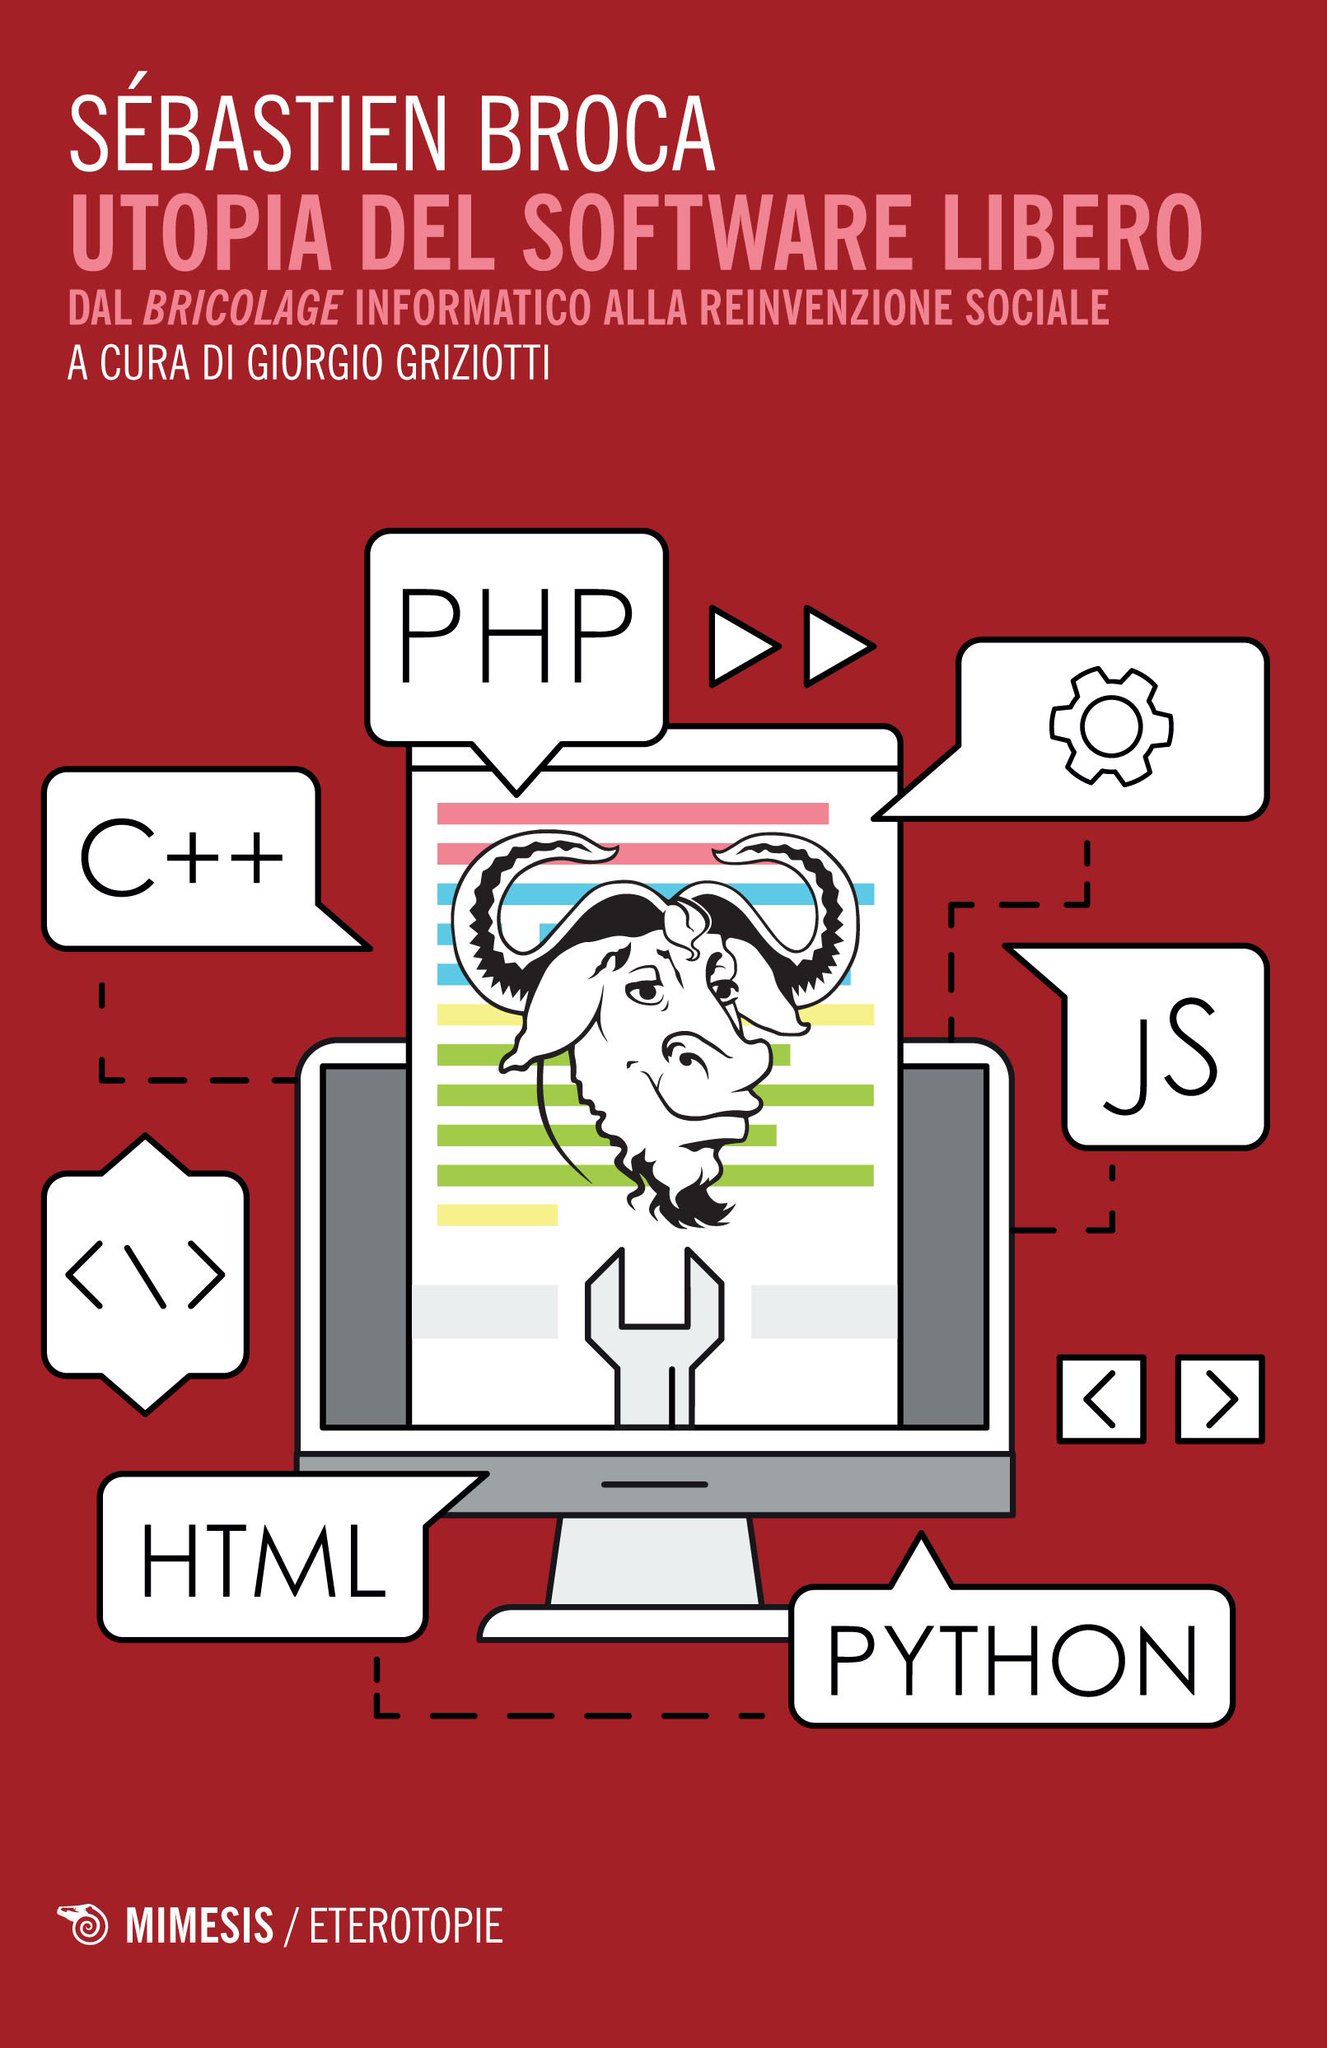 SÉBASTIEN BROCA
UTOPIA DEL SOFTWARE LIBERO
DAL BRICOLAGE INFORMATICO ALLA REINVENZIONE SOCIALE
A CURA DI GIORGIO GRIZIOTTI
PHP
C++
JS
<\>
< >
HTML
PYTHON
MIMESIS / ETEROTOPIE